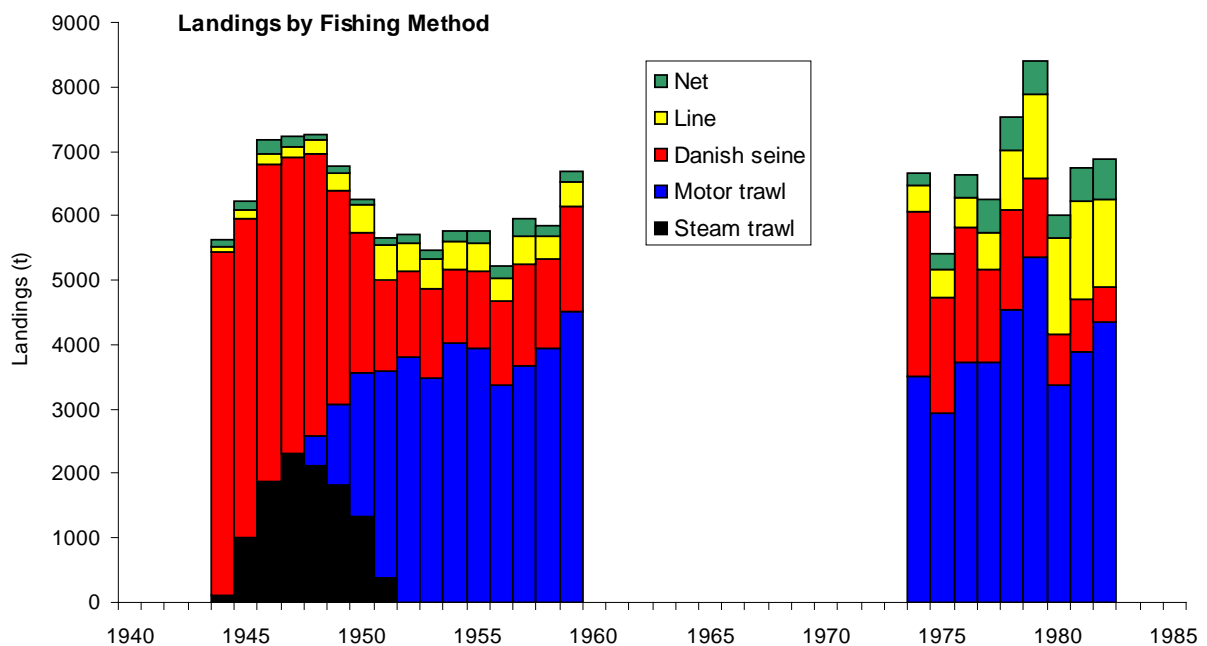 Landings by Fishing Method
9000
8000
7000
6000
5000
4000
3000
2000
1000
0
Landings (t)
Net
Line
Danish seine
Motor trawl
Steam trawl
1940 1945 1950 1955 1960 1965 1970 1975 1980 1985